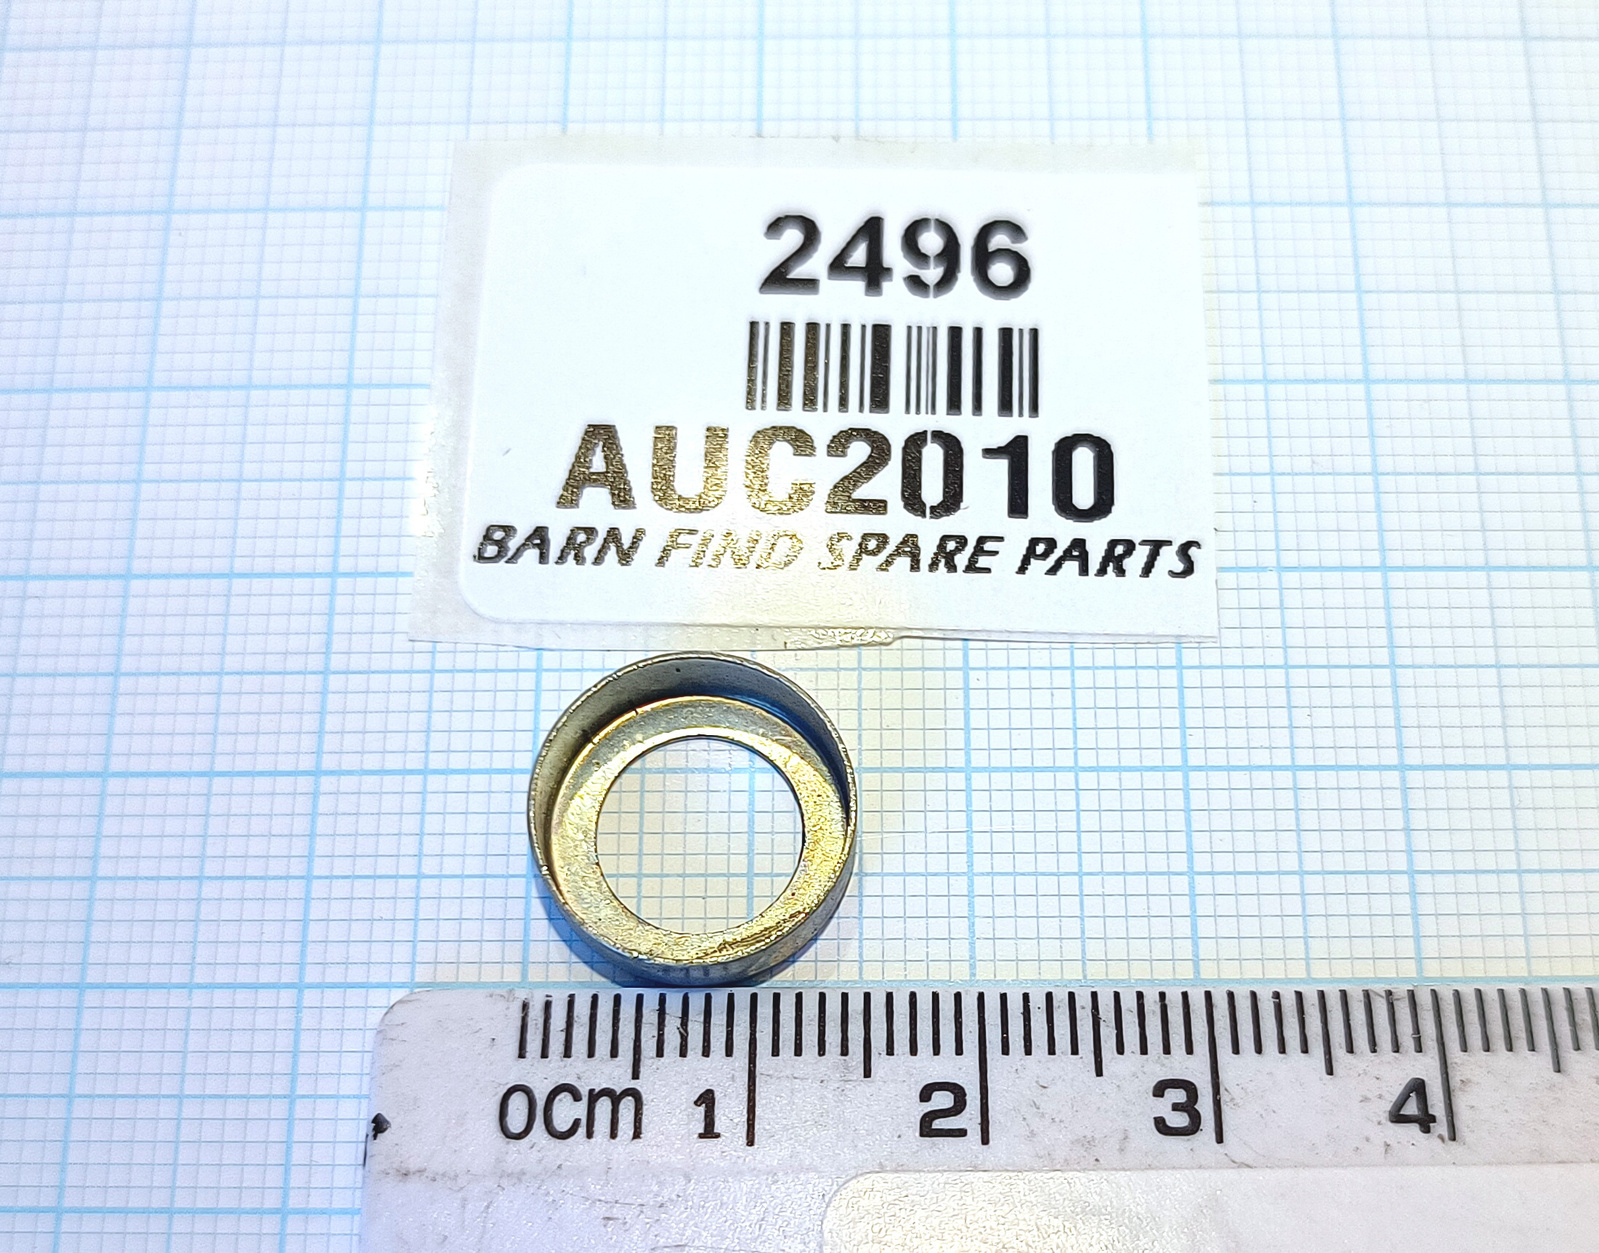 2496
AUC2010
BARN FIND SPARE PARTS
0cm 1 2 3 4